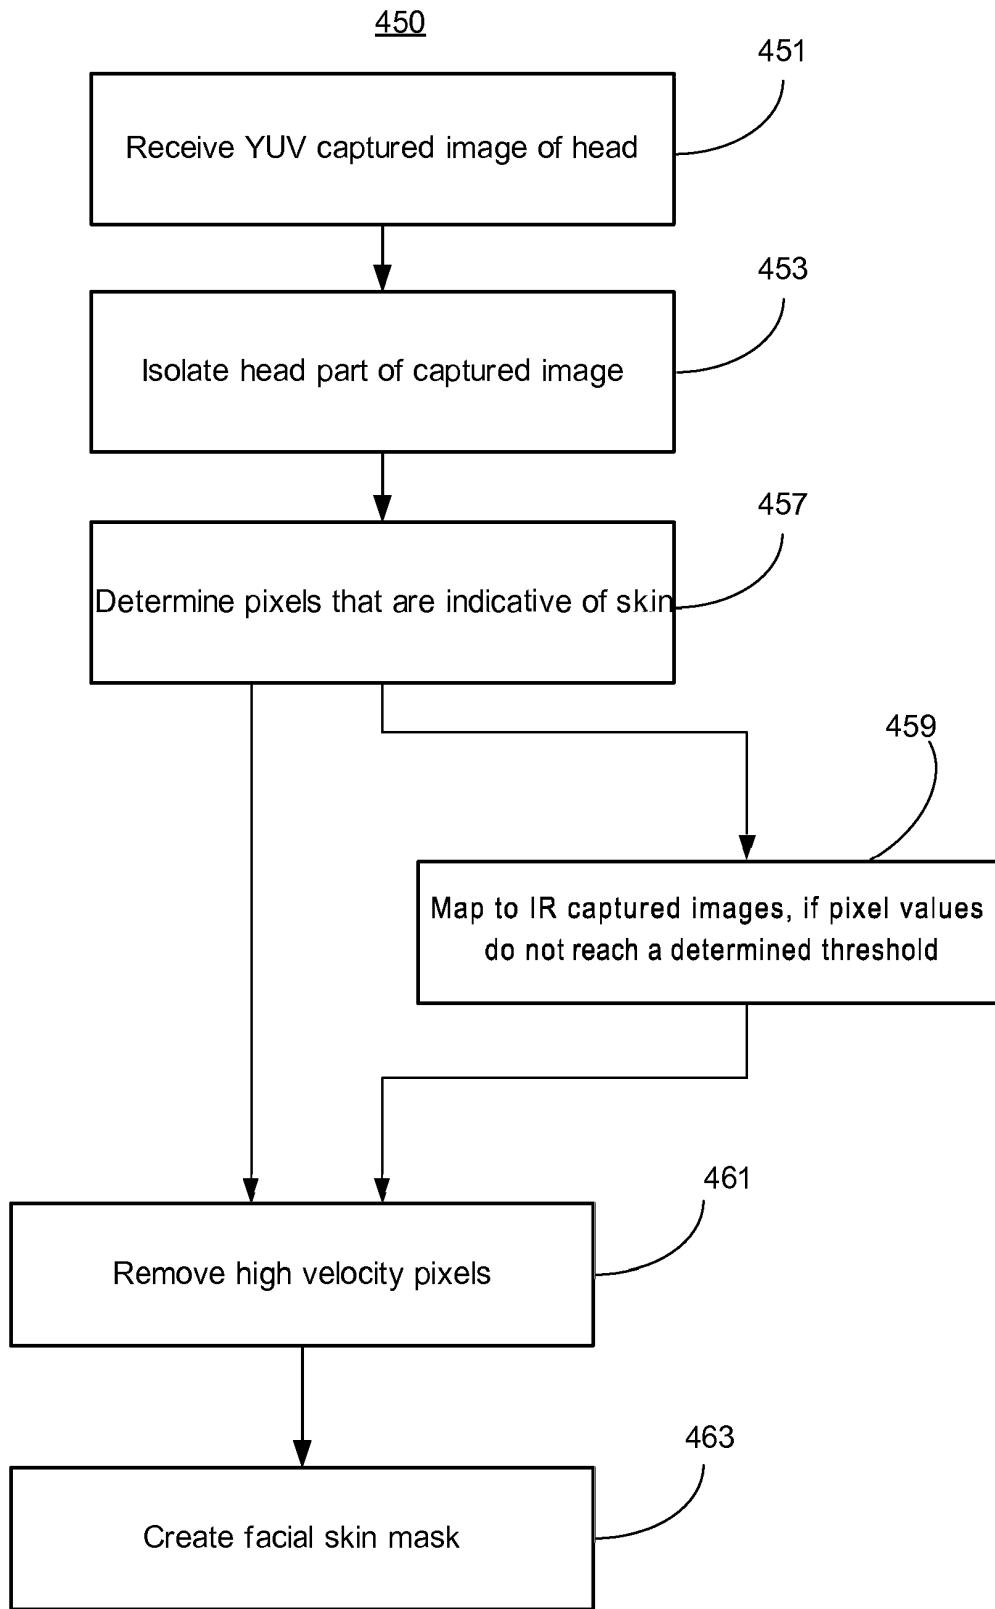 450
451
Receive YUV captured image of head
453
Isolate head part of captured image
457
Determine pixels that are indicative of skin
459
Map to IR captured images, if pixel values
do not reach a determined threshold
461
Remove high velocity pixels
463
Create facial skin mask